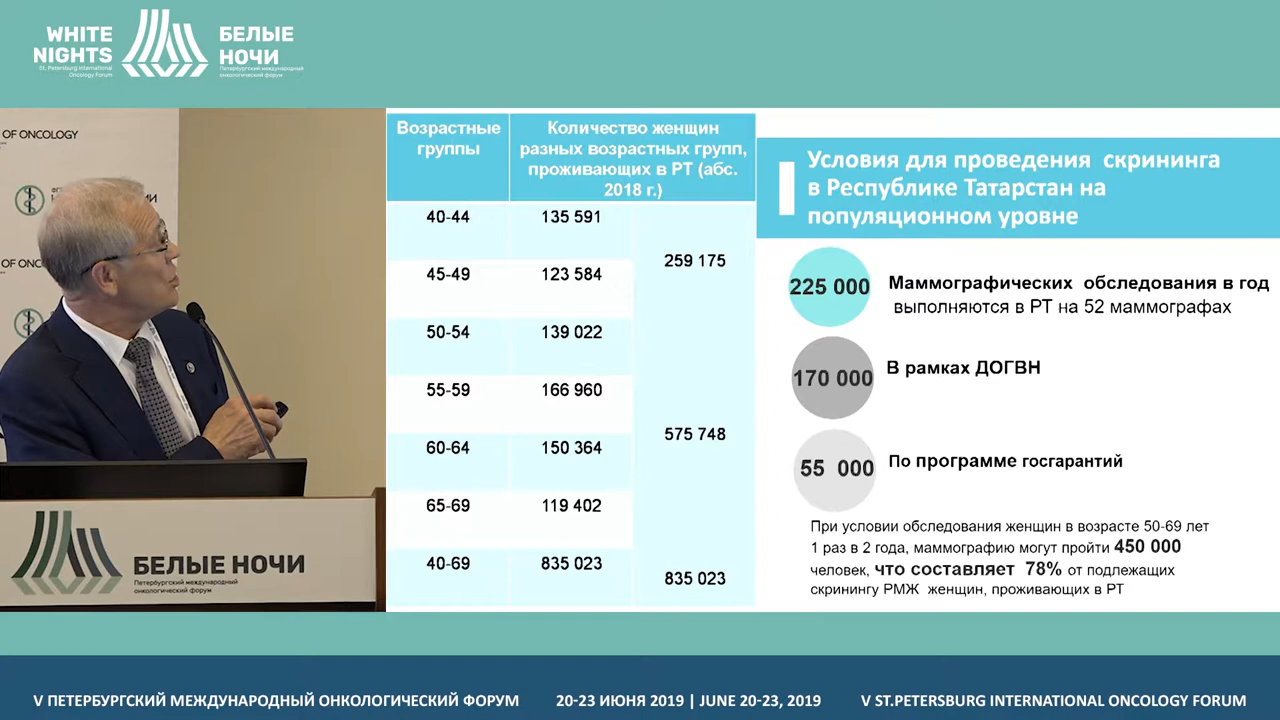 WHITE
NIGHTS
St. Petersburg International
Oncology Forum
БЕЛЫЕ
НОЧИ
Петербургский международный
онкологический форум
OF ONCOLOGY
OF ONC
Возрастные
группы
Количество женщин
разных возрастных групп,
проживающих в РТ (абс.
2018 г.)
40-44 135 591
259 175
45-49 123 584
50-54 139 022
55-59 166 960
575 748
60-64 150 364
65-69 119 402
40-69 835 023
835 023
Условия для проведения скрининга
в Республике Татарстан на
популяционном уровне
225 000 Маммографических обследования в год
выполняются в РТ на 52 маммографах
170 000 В рамках ДОГВН
55 000 По программе госгарантий
При условии обследования женщин в возрасте 50-69 лет
1 раз в 2 года, маммографию могут пройти 450 000
человек, что составляет 78% от подлежащих
скринингу РМЖ женщин, проживающих в РТ
БЕЛЫЕ НОЧИ
Петербургский международный
онкологический форум
V ПЕТЕРБУРГСКИЙ МЕЖДУНАРОДНЫЙ ОНКОЛОГИЧЕСКИЙ ФОРУМ 20-23 ИЮНЯ 2019 | JUNE 20-23, 2019 V ST.PETERSBURG INTERNATIONAL ONCOLOGY FORUM